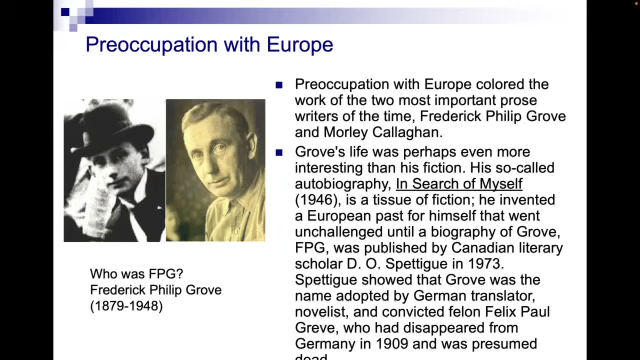 Preoccupation with Europe
Preoccupation with Europe colored the
work of the two most important prose
writers of the time, Frederick Philip Grove
and Morley Callaghan.
Grove's life was perhaps even more
interesting than his fiction. His so-called
autobiography, In Search of Myself
(1946), is a tissue of fiction; he invented
a European past for himself that went
unchallenged until a biography of Grove,
FPG, was published by Canadian literary
scholar D. O. Spettigue in 1973.
Spettigue showed that Grove was the
name adopted by German translator,
novelist, and convicted felon Felix Paul
Greve, who had disappeared from
Germany in 1909 and was presumed
dead.
Who was FPG?
Frederick Philip Grove
(1879-1948)